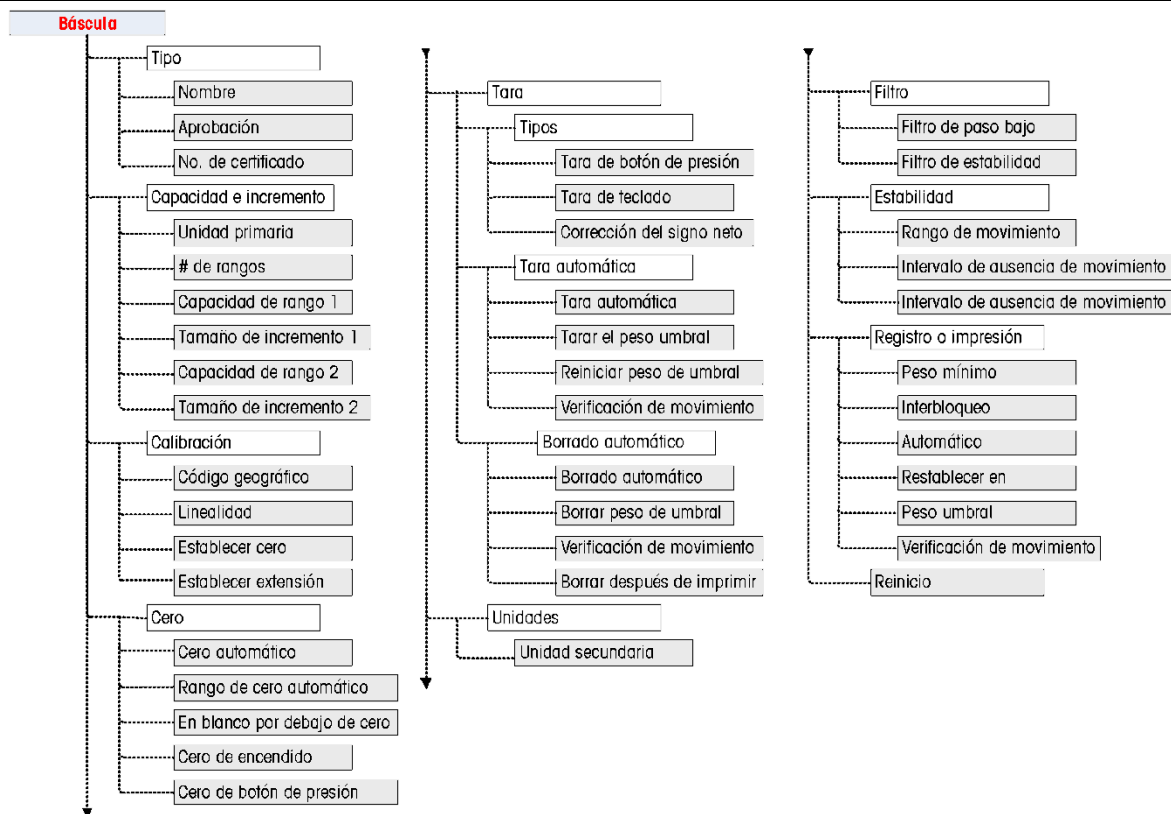 Báscula
Tipo
Nombre
Aprobación
No. de certificado
Capacidad e incremento
Unidad primaria
# de rangos
Capacidad de rango 1
Tamaño de incremento 1
Capacidad de rango 2
Tamaño de incremento 2
Calibración
Código geográfico
Linealidad
Establecer cero
Establecer extensión
Cero
Cero automático
Rango de cero automático
En blanco por debajo de cero
Cero de encendido
Cero de botón de presión
Tara
Tipos
Tara de botón de presión
Tara de teclado
Corrección del signo neto
Tara automática
Tara automática
Tarar el peso umbral
Reiniciar peso de umbral
Verificación de movimiento
Borrado automático
Borrado automático
Borrar peso de umbral
Verificación de movimiento
Borrar después de imprimir
Unidades
Unidad secundaria
Filtro
Filtro de paso bajo
Filtro de estabilidad
Estabilidad
Rango de movimiento
Intervalo de ausencia de movimiento
Intervalo de ausencia de movimiento
Registro o impresión
Peso mínimo
Interbloqueo
Automático
Restablecer en
Peso umbral
Verificación de movimiento
Reinicio